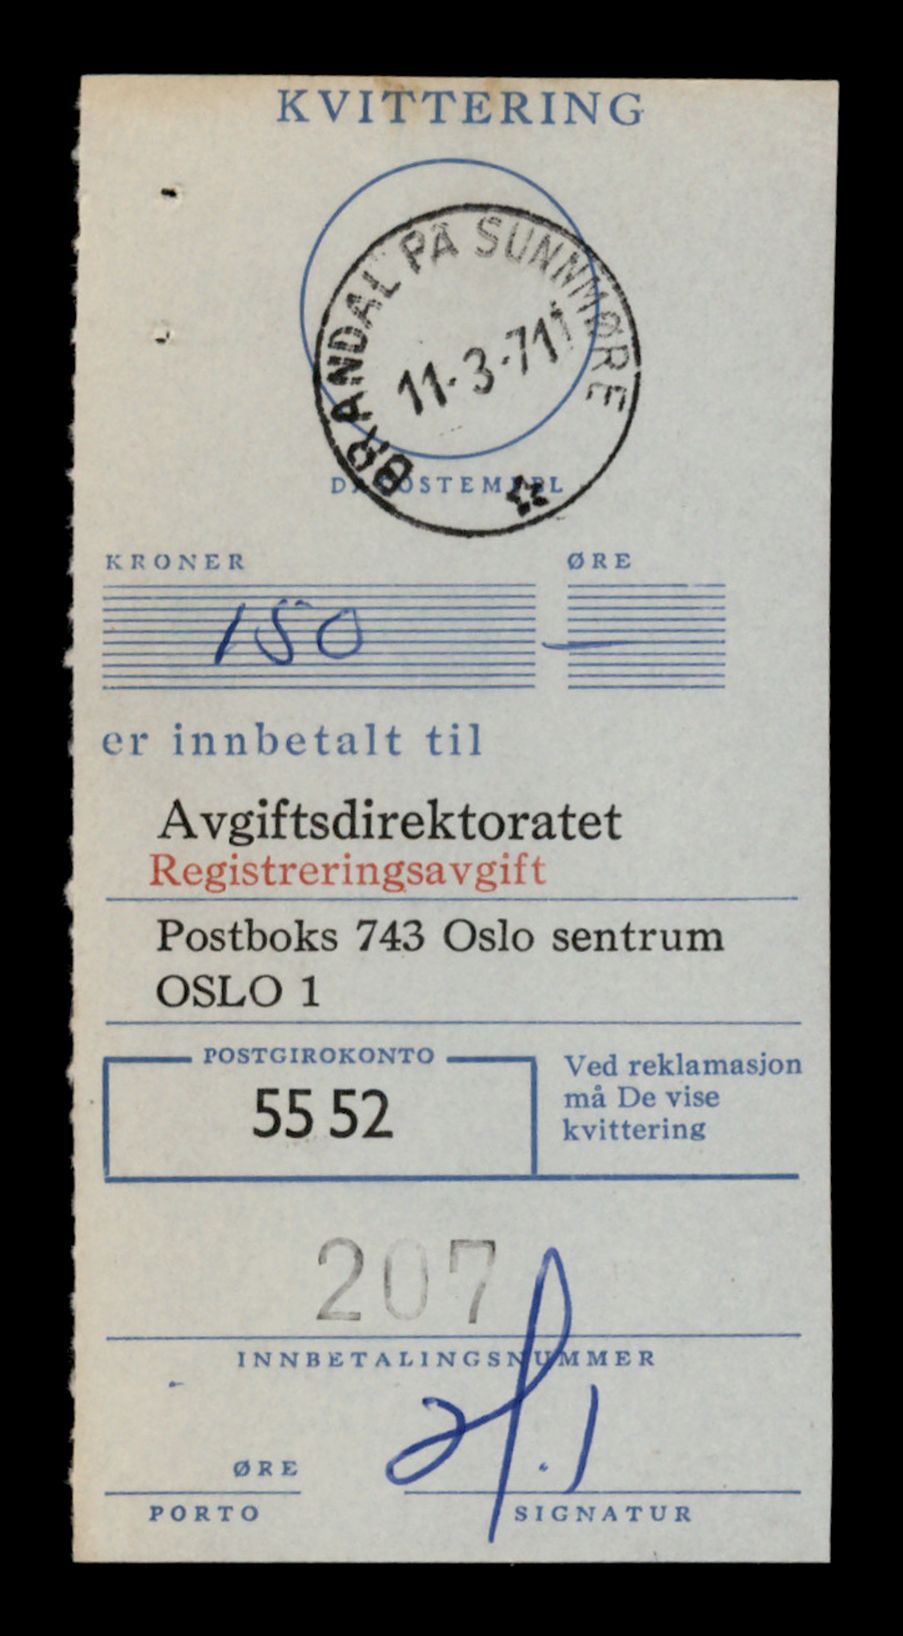 KVITTERING
BRANDAL PÅ SUNNMØRE
11-3-71
KRONER ØRE
150 —
er innbetalt til
Avgiftsdirektoratet
Registreringsavgift
Postboks 743 Oslo sentrum
OSLO 1
POSTGIROKONTO
55 52
Ved reklamasjon
må De vise
kvittering
207
INNBETALINGSNUMMER
ØRE
PORTO
SIGNATUR